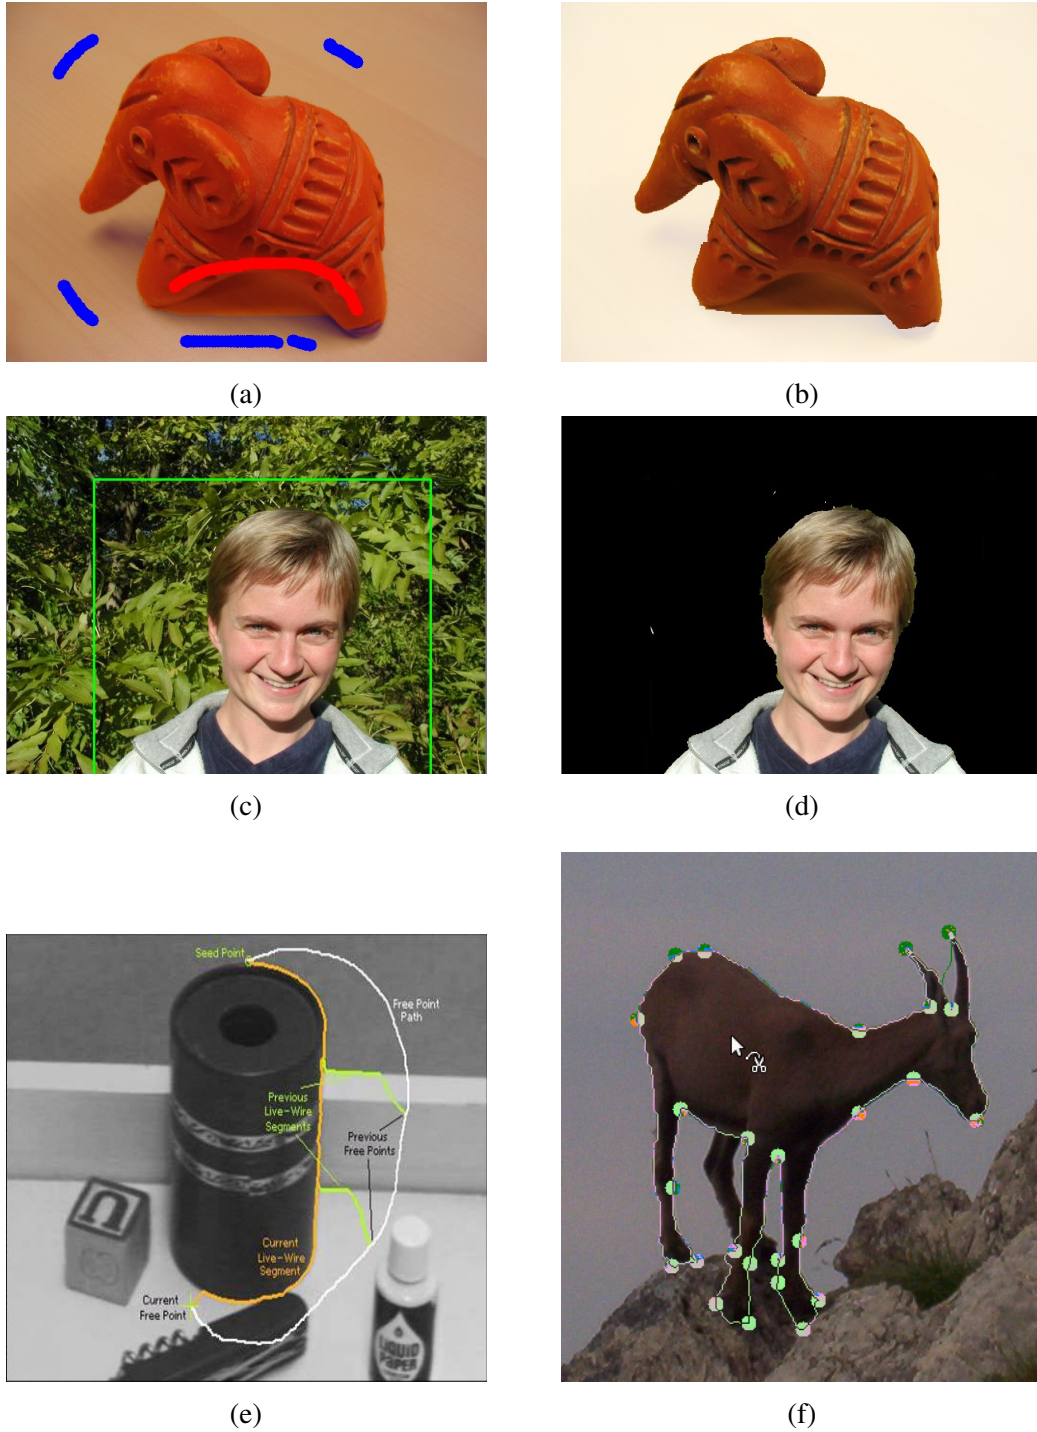 (a)
(b)
(c)
(d)
Seed Point
Free Point
Path
Previous
Live-Wire
Segments
Previous
Free Points
Current
Live-Wire
Segment
Current
Free Point
LIQUID
PAPER
(e)
(f)